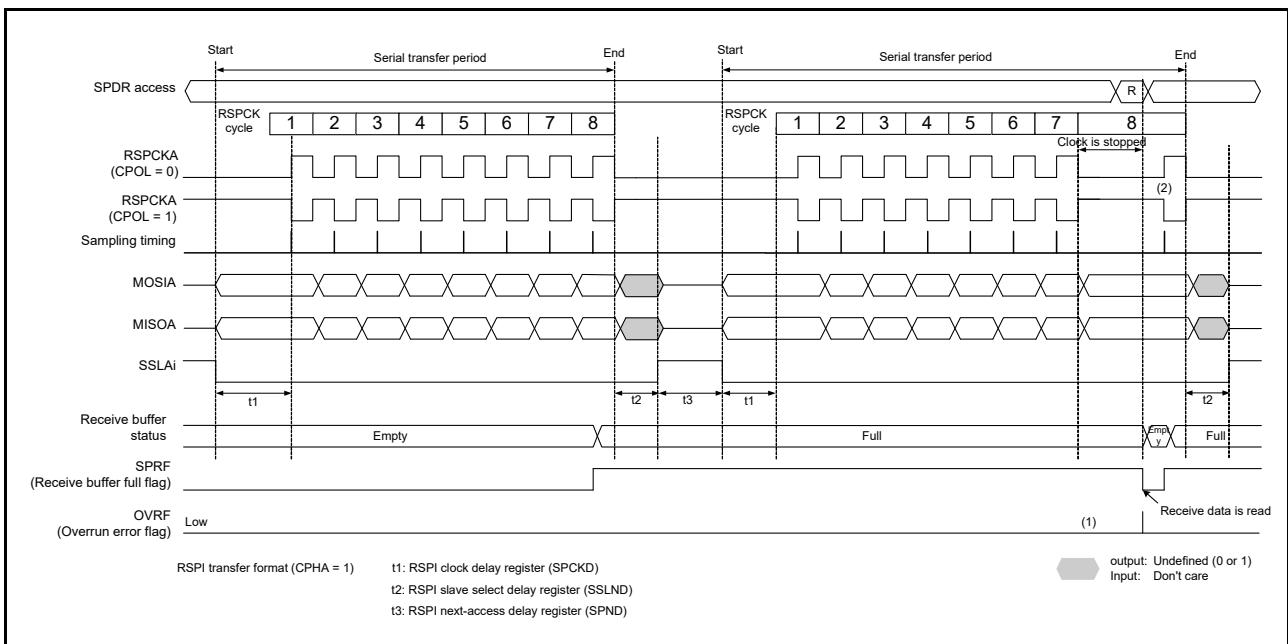 Start
Serial transfer period
End
Start
Serial transfer period
End
SPDR access
R
RSPCK
cycle
1 2 3 4 5 6 7 8
RSPCK
cycle
1 2 3 4 5 6 7 8
Clock is stopped
RSPCKA
(CPOL = 0)
(2)
RSPCKA
(CPOL = 1)
Sampling timing
MOSIA
MISOA
SSLAi
t1
t2
t3
t1
t2
Receive buffer
status
Empty
Full
Empt
y
Full
SPRF
(Receive buffer full flag)
Receive data is read
OVRF
(Overrun error flag)
Low
(1)
RSPI transfer format (CPHA = 1)
t1: RSPI clock delay register (SPCKD)
t2: RSPI slave select delay register (SSLND)
t3: RSPI next-access delay register (SPND)
output: Undefined (0 or 1)
Input: Don't care